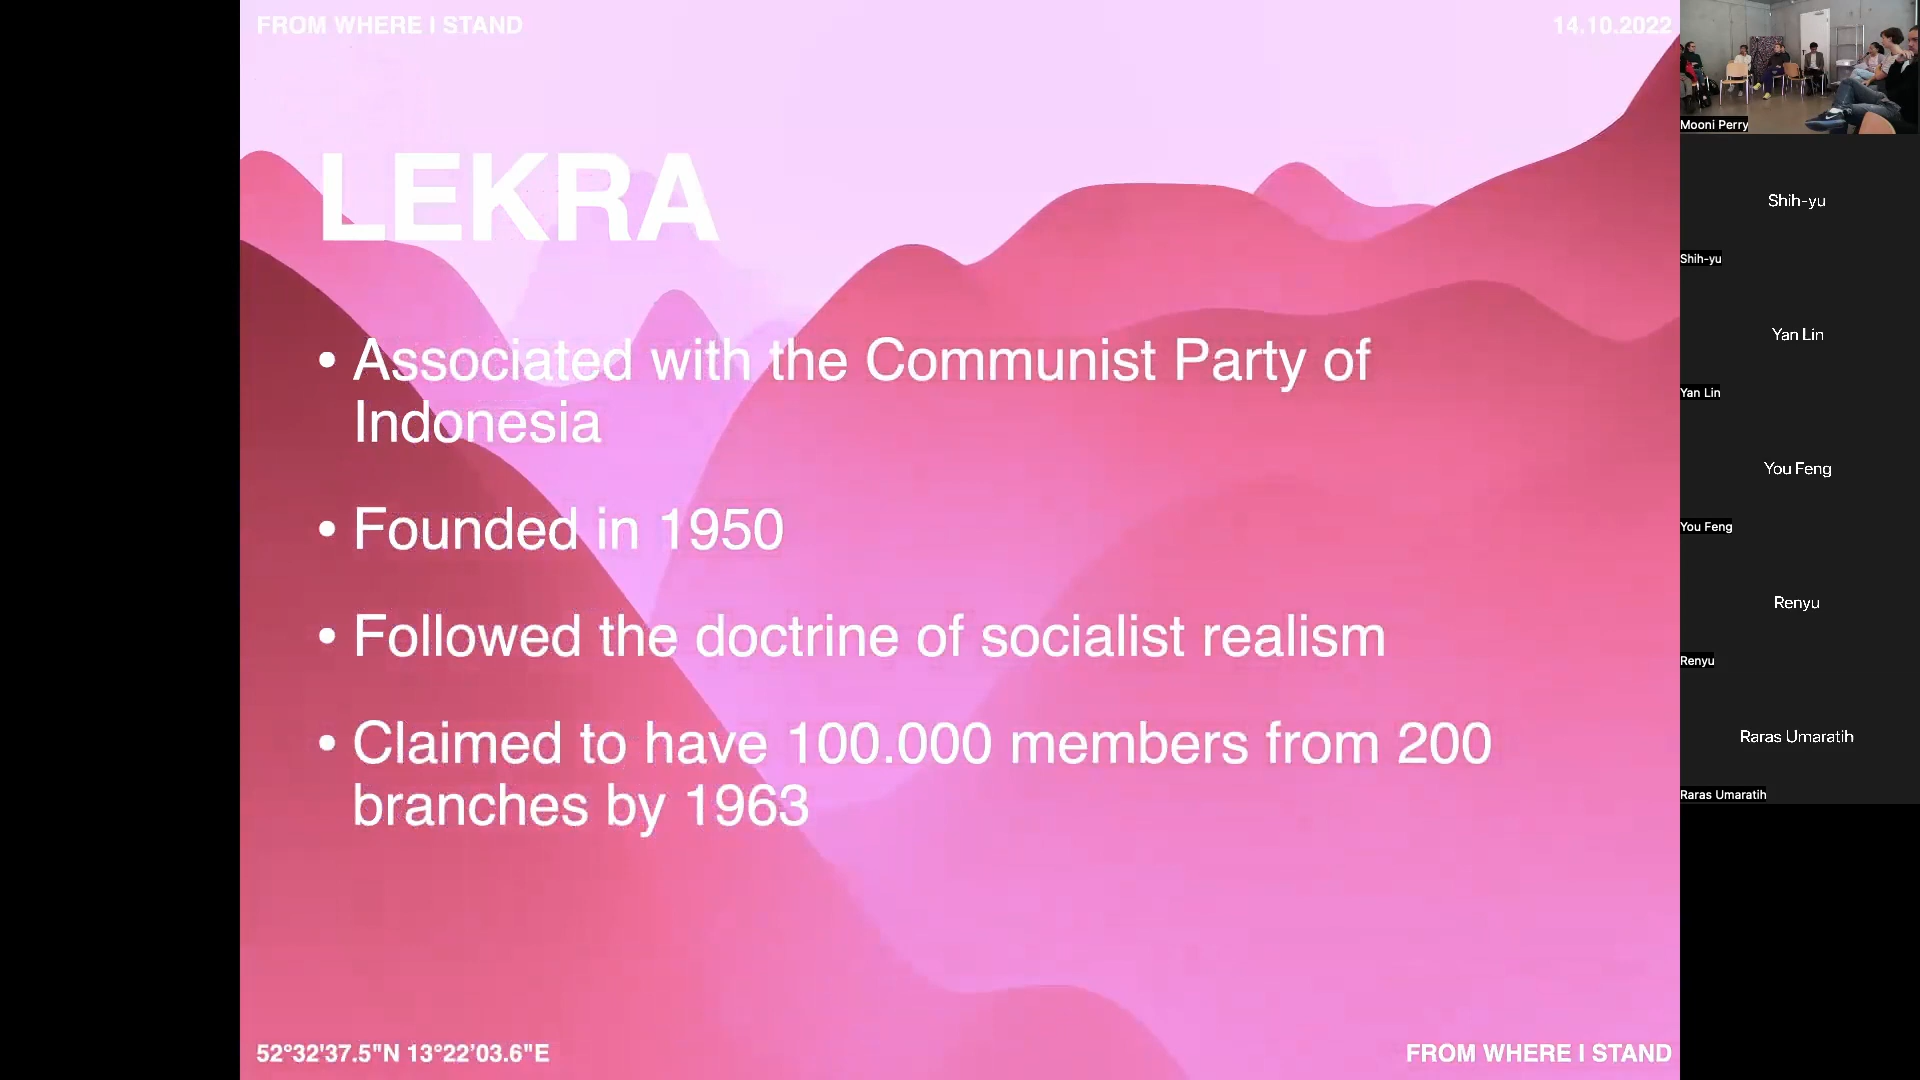 FROM WHERE I STAND
14.10.2022
LEKRA
• Associated with the Communist Party of
Indonesia
• Founded in 1950
• Followed the doctrine of socialist realism
• Claimed to have 100.000 members from 200
branches by 1963
52°32'37.5"N 13°22’03.6"E
FROM WHERE I STAND
Mooni Perry
Shih-yu
Shih-yu
Yan Lin
Yan Lin
You Feng
You Feng
Renyu
Renyu
Raras Umaratih
Raras Umaratih